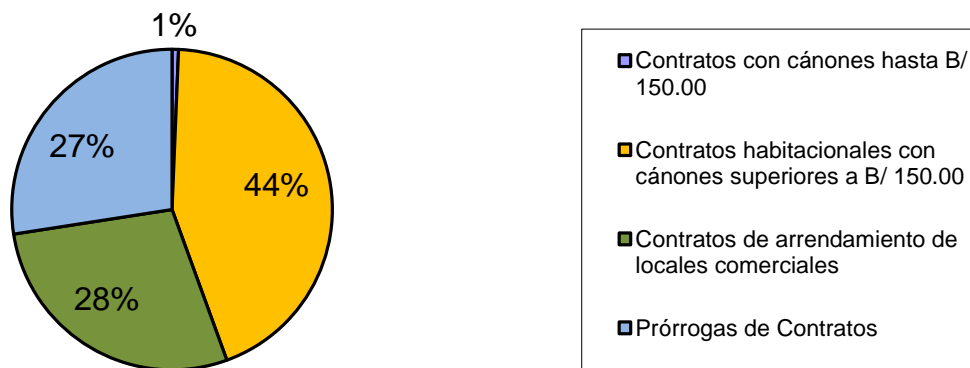 1%
27%
44%
28%
Contratos con cánones hasta B/
150.00
Contratos habitacionales con
cánones superiores a B/ 150.00
Contratos de arrendamiento de
locales comerciales
Prórrogas de Contratos